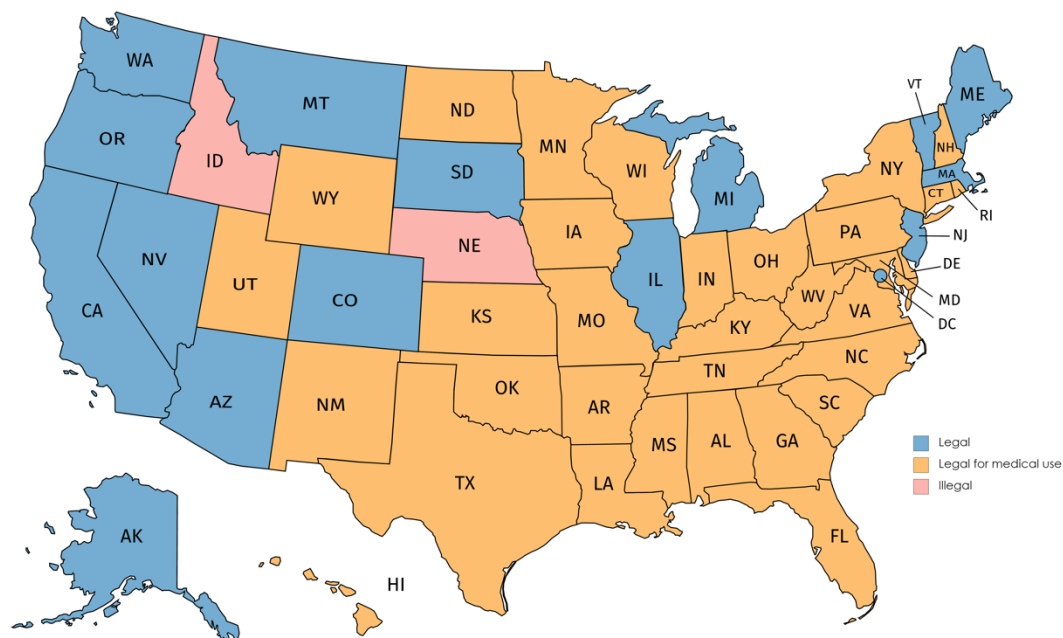 WA
MT
ND
MN
VT
ME
OR
ID
SD
WI
NY
NH
MA
CT
RI
WY
MI
NE
IA
PA
NJ
NV
UT
CO
IL
IN
OH
DE
CA
KS
MO
WV
VA
MD
DC
KY
NC
AZ
NM
OK
AR
TN
SC
MS
AL
GA
Legal
Legal for medical use
Illegal
TX
LA
FL
AK
HI